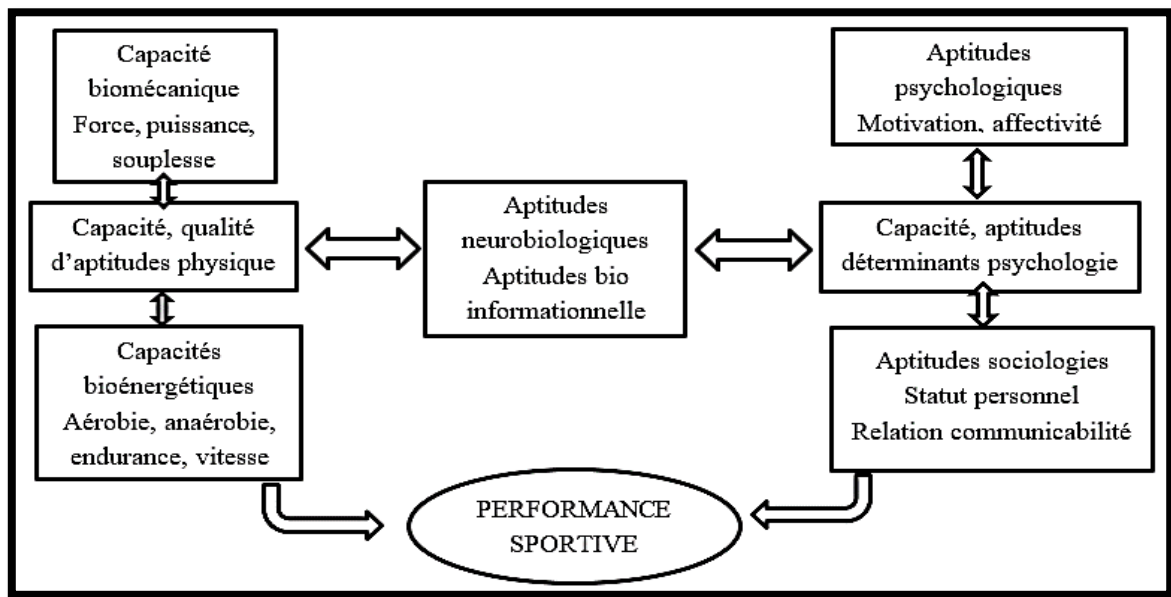 Capacité
biomécanique
Force, puissance,
souplesse
Capacité, qualité
d'aptitudes physique
Capacités
bioénergétiques
Aérobie, anaérobie,
endurance, vitesse
Aptitudes
neurobiologiques
Aptitudes bio
informationnelle
Aptitudes
psychologiques
Motivation, affectivité
Capacité, aptitudes
déterminants psychologie
Aptitudes sociologies
Statut personnel
Relation communicabilité
PERFORMANCE
SPORTIVE